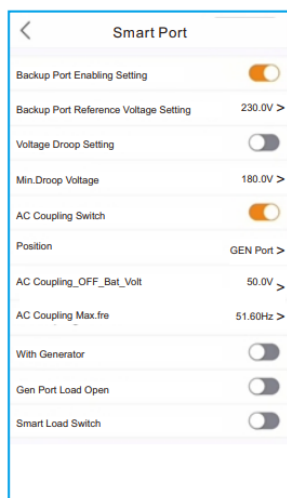 Smart Port
Backup Port Enabling Setting
Backup Port Reference Voltage Setting 230.0V >
Voltage Droop Setting
Min.Droop Voltage 180.0V >
AC Coupling Switch
Position GEN Port >
AC Coupling_OFF_Bat_Volt 50.0V >
AC Coupling Max.fre 51.60Hz >
With Generator
Gen Port Load Open
Smart Load Switch